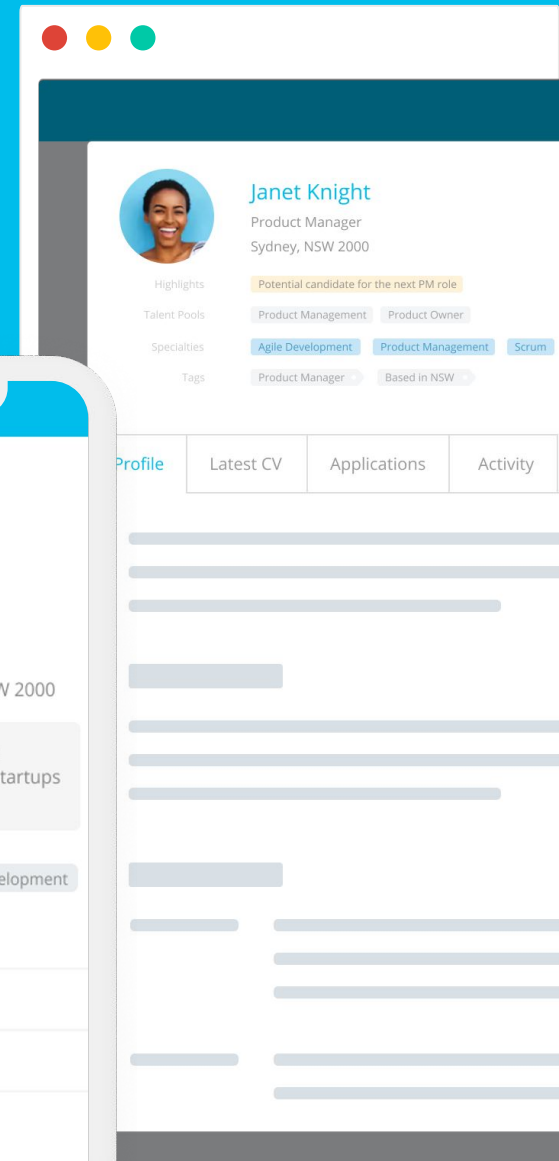 Janet Knight
Product Manager
Sydney, NSW 2000
Highlights Potential candidate for the next PM role
Talent Pools Product Management Product Owner
Specialties Agile Development Product Management Scrum
Tags Product Manager Based in NSW
Profile Latest CV Applications Activity
W 2000
tartups
elopment